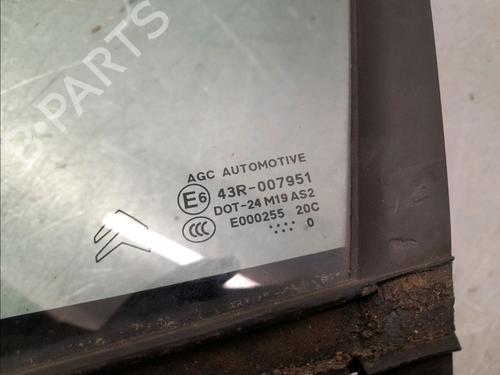 B-PARTS
AGC AUTOMOTIVE
E6 43R-007951
DOT-24 M19 AS2
CCC E000255 20C
0